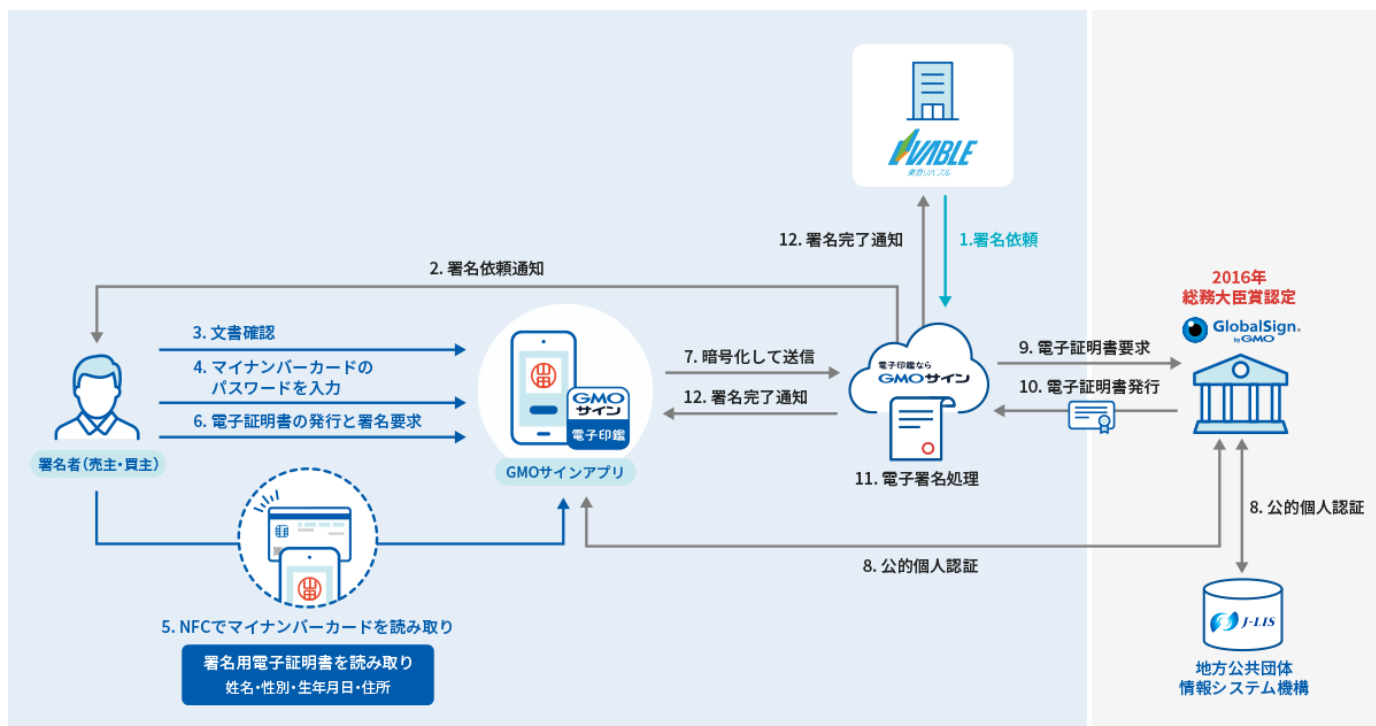 VABLE
東急リバブル
12. 署名完了通知
1.署名依頼
2. 署名依頼通知
2016年
総務大臣賞認定
GlobalSign.
by GMO
3. 文書確認
4. マイナンバーカードの
パスワードを入力
6. 電子証明書の発行と署名要求
署名者(売主・買主)
GMO
サイン
電子印鑑
GMOサインアプリ
7. 暗号化して送信
12. 署名完了通知
電子印鑑なら
GMOサイン
11. 電子署名処理
9. 電子証明書要求
10. 電子証明書発行
8. 公的個人認証
8. 公的個人認証
5. NFCでマイナンバーカードを読み取り
署名用電子証明書を読み取り
姓名・性別・生年月日・住所
J-LIS
地方公共団体
情報システム機構